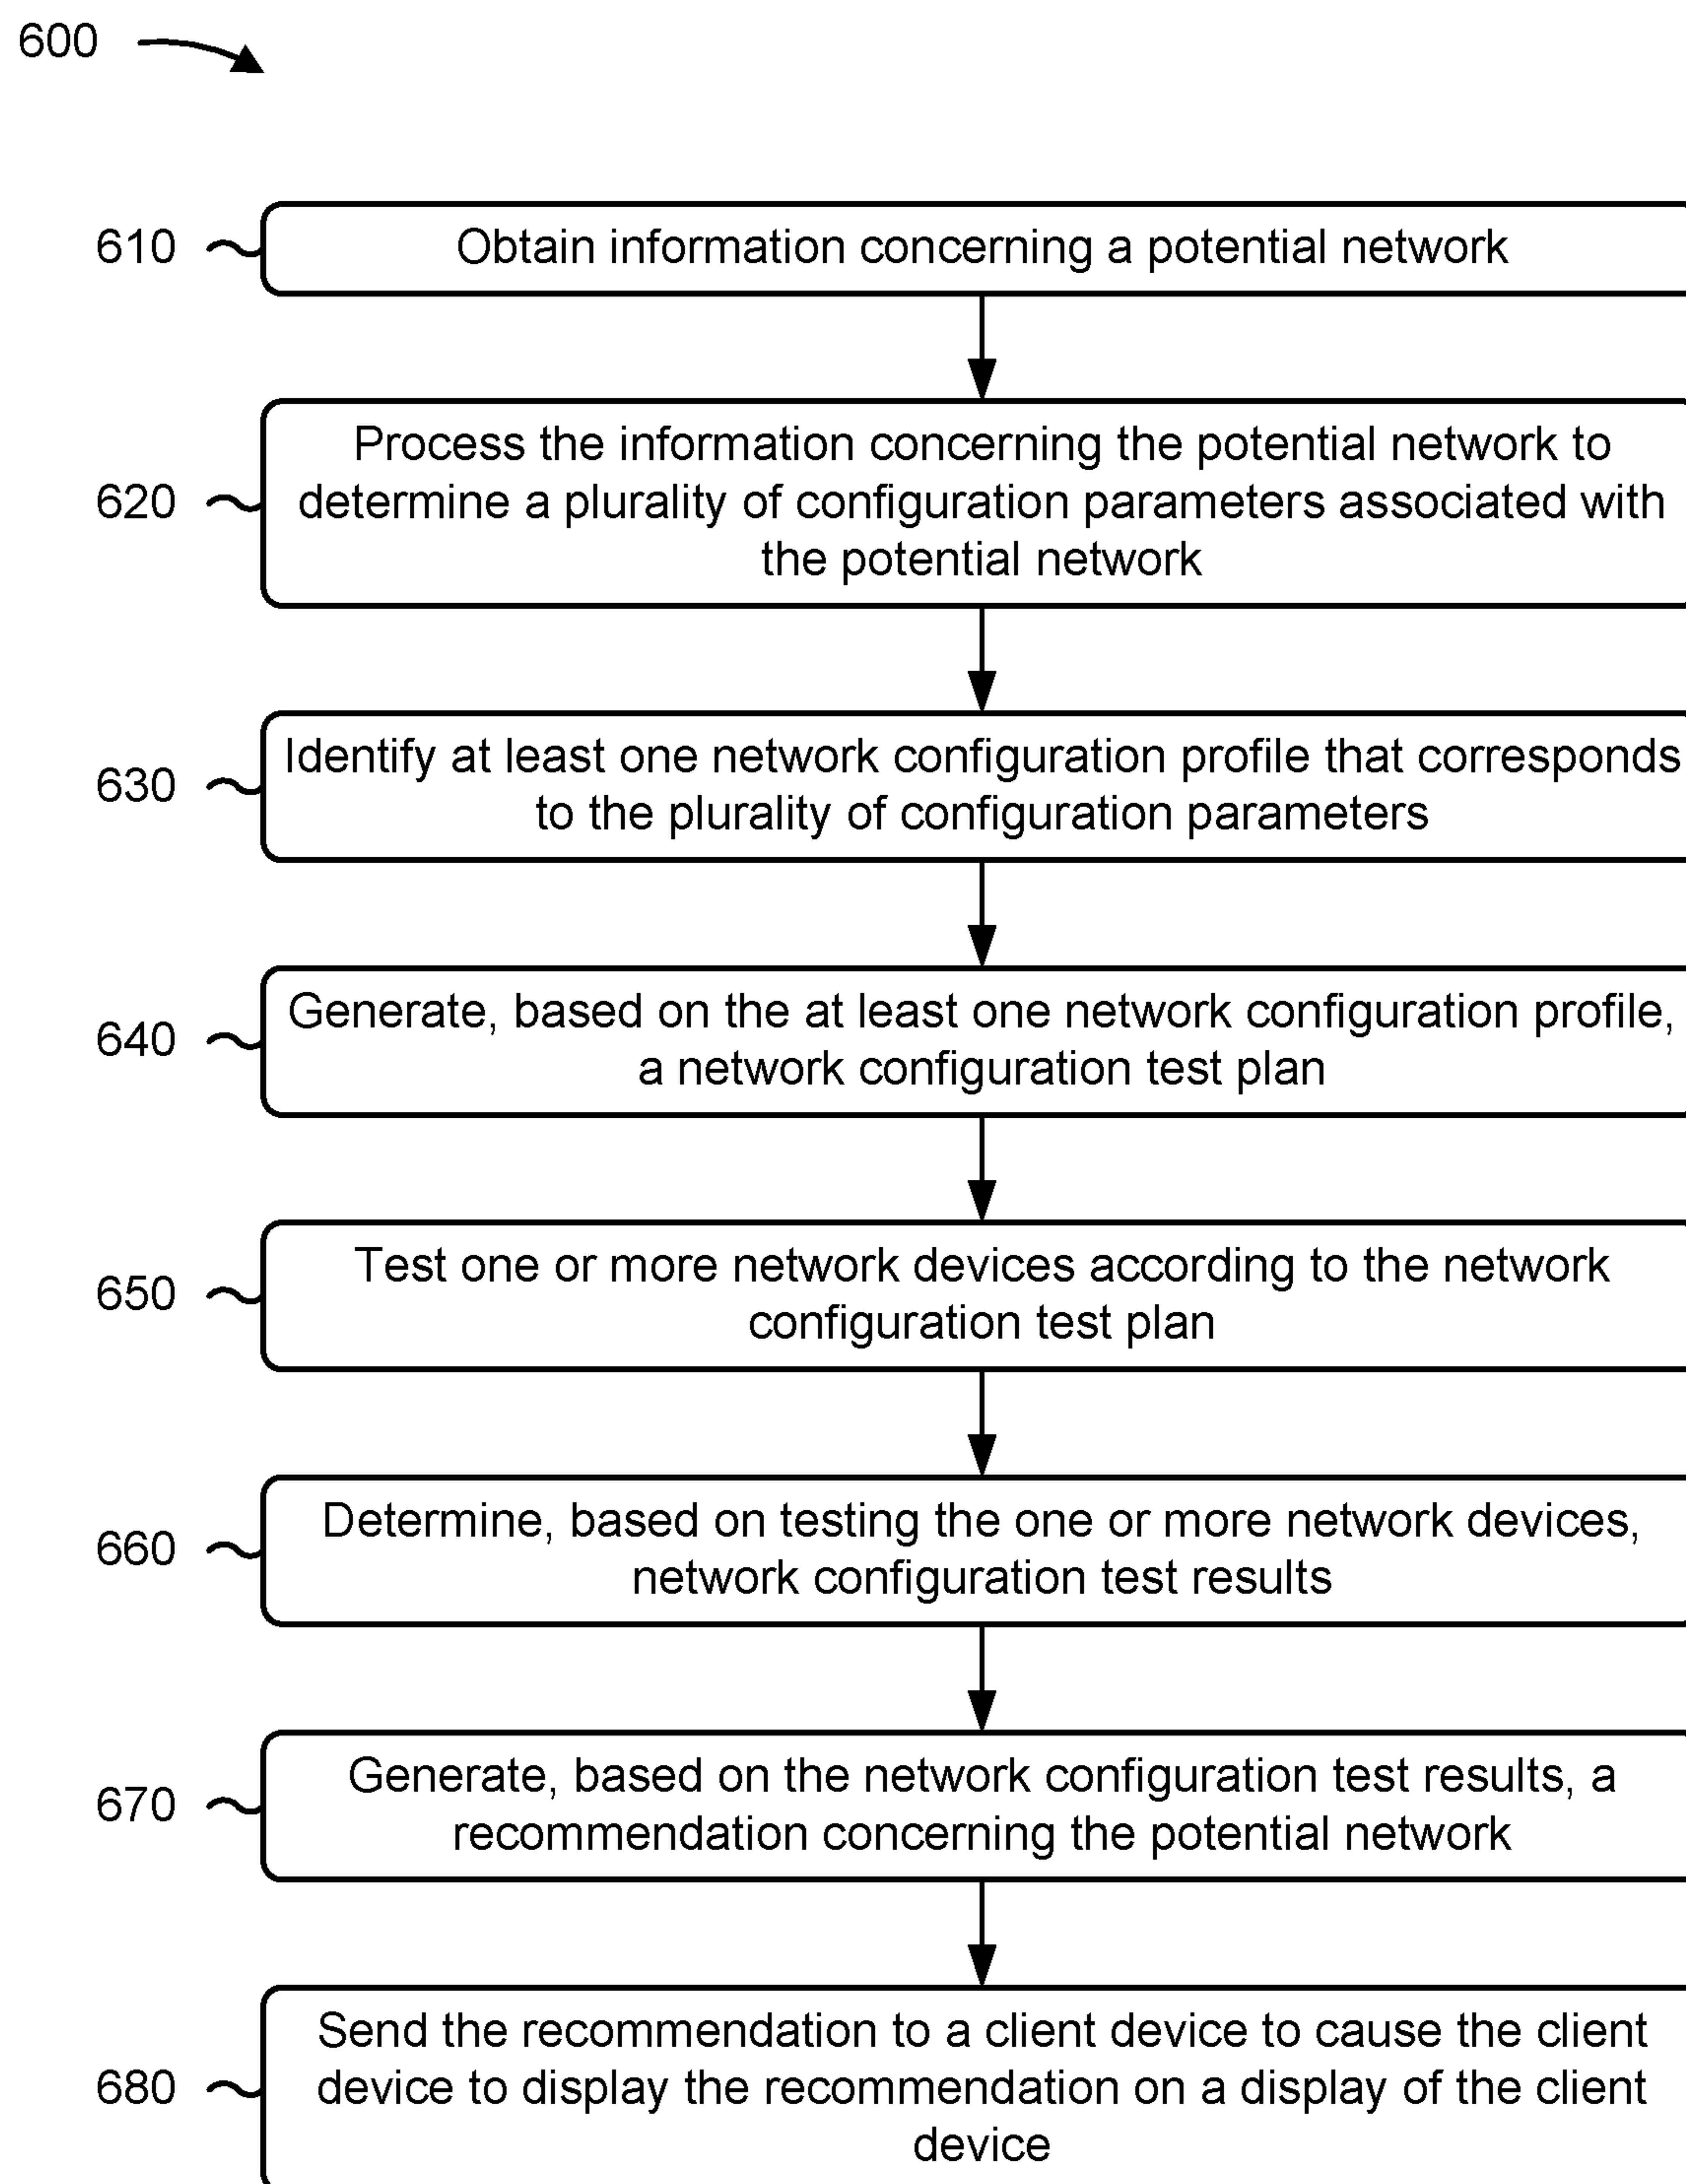 600
610
Obtain information concerning a potential network
620
Process the information concerning the potential network to
determine a plurality of configuration parameters associated with
the potential network
630
Identify at least one network configuration profile that corresponds
to the plurality of configuration parameters
640
Generate, based on the at least one network configuration profile,
a network configuration test plan
650
Test one or more network devices according to the network
configuration test plan
660
Determine, based on testing the one or more network devices,
network configuration test results
670
Generate, based on the network configuration test results, a
recommendation concerning the potential network
680
Send the recommendation to a client device to cause the client
device to display the recommendation on a display of the client
device